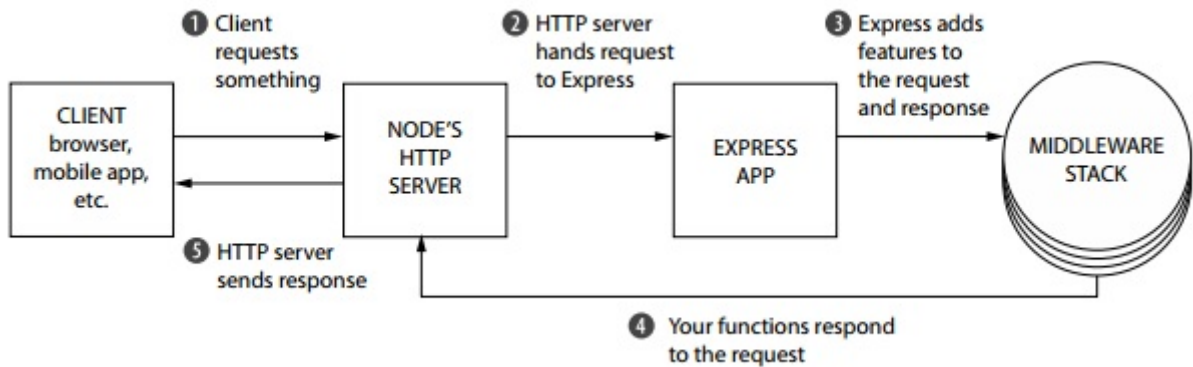 1 Client
requests
something
2 HTTP server
hands request
to Express
3 Express adds
features to
the request
and response
CLIENT
browser,
mobile app,
etc.
NODE'S
HTTP
SERVER
EXPRESS
APP
MIDDLEWARE
STACK
5 HTTP server
sends response
4 Your functions respond
to the request